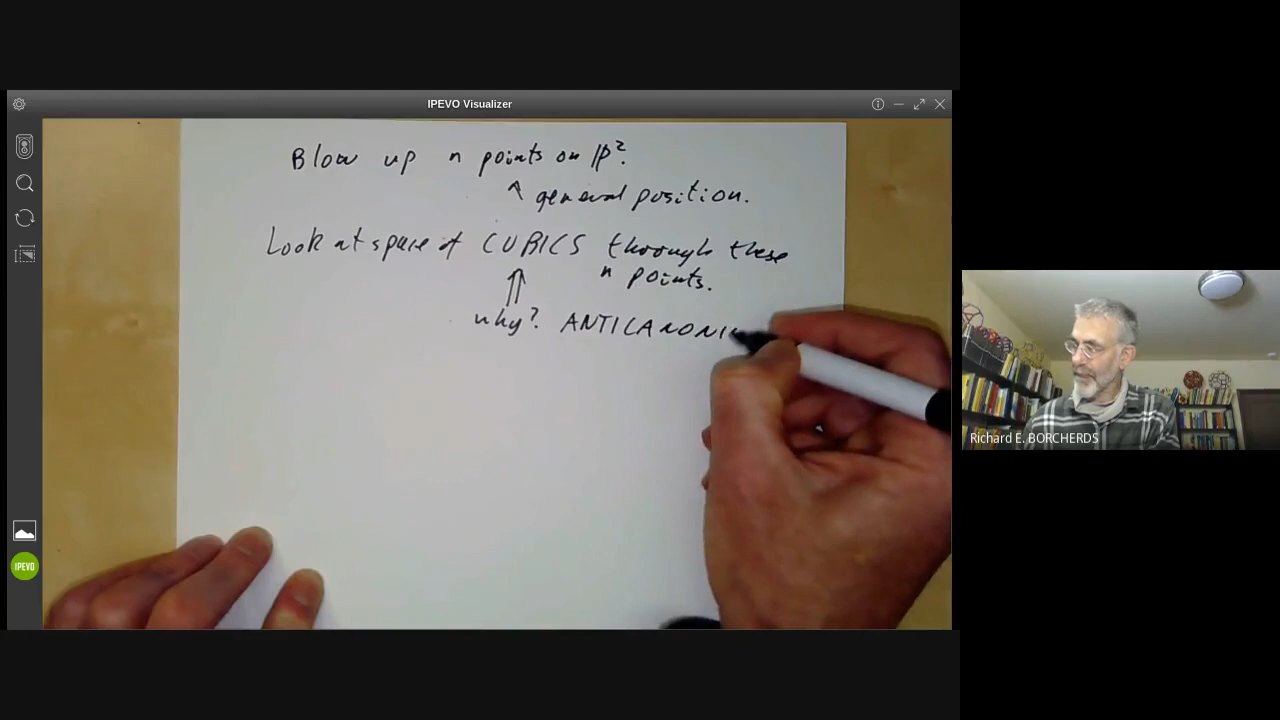 IPEVO Visualizer
Blow up n points on P².
^ general position.
Look at space of CUBICS through these
n points.
why? ANTICANONI
IPEVO
Richard E. BORCHERDS